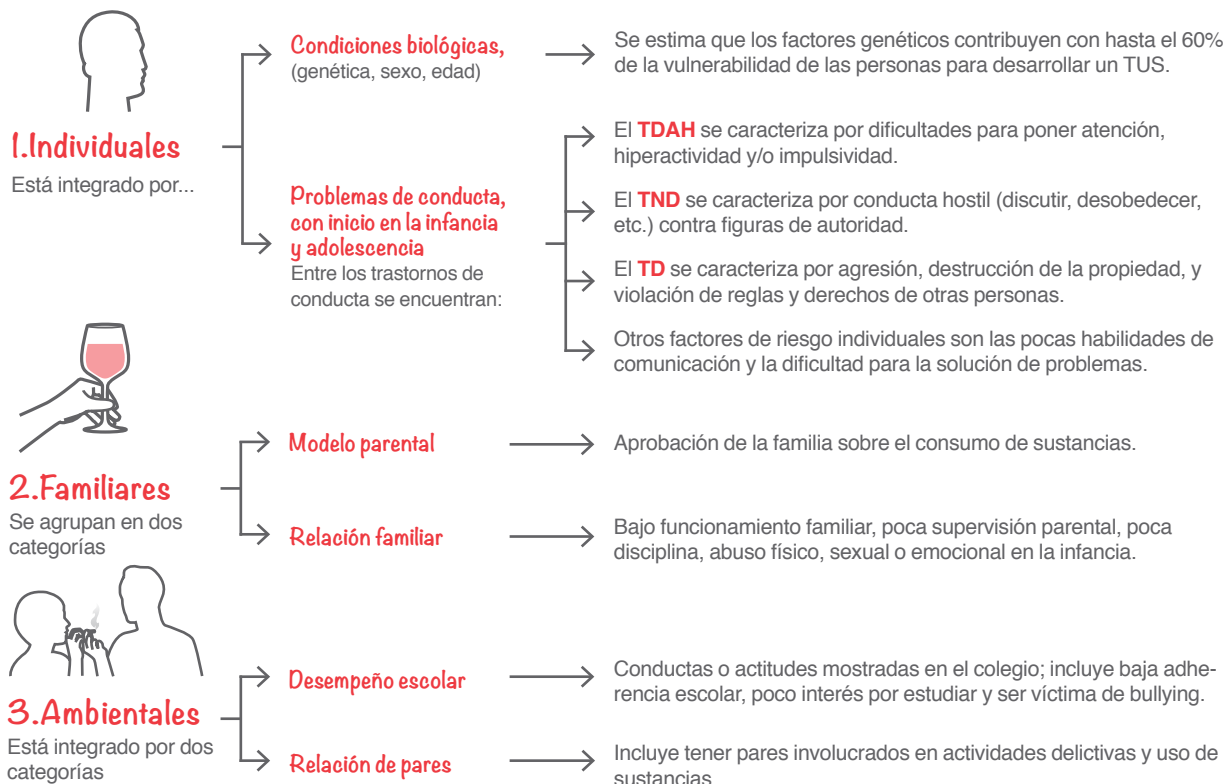 1.Individuales
Está integrado por...
Condiciones biológicas,
(genética, sexo, edad)
Se estima que los factores genéticos contribuyen con hasta el 60%
de la vulnerabilidad de las personas para desarrollar un TUS.
Problemas de conducta,
con inicio en la infancia
y adolescencia
Entre los trastornos de
conducta se encuentran:
El TDAH se caracteriza por dificultades para poner atención,
hiperactividad y/o impulsividad.
El TND se caracteriza por conducta hostil (discutir, desobedecer,
etc.) contra figuras de autoridad.
El TD se caracteriza por agresión, destrucción de la propiedad, y
violación de reglas y derechos de otras personas.
Otros factores de riesgo individuales son las pocas habilidades de
comunicación y la dificultad para la solución de problemas.
2.Familiares
Se agrupan en dos
categorías
Modelo parental
Aprobación de la familia sobre el consumo de sustancias.
Relación familiar
Bajo funcionamiento familiar, poca supervisión parental, poca
disciplina, abuso físico, sexual o emocional en la infancia.
3.Ambientales
Está integrado por dos
categorías
Desempeño escolar
Conductas o actitudes mostradas en el colegio; incluye baja adhe-
rencia escolar, poco interés por estudiar y ser víctima de bullying.
Relación de pares
Incluye tener pares involucrados en actividades delictivas y uso de
sustancias